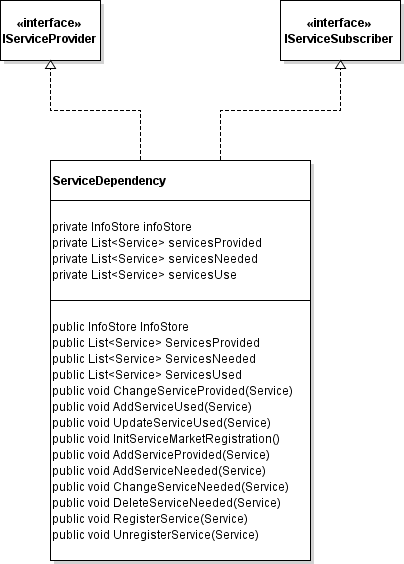 «interface»
IServiceProvider
«interface»
IServiceSubscriber
ServiceDependency
private InfoStore infoStore
private List<Service> servicesProvided
private List<Service> servicesNeeded
private List<Service> servicesUse
public InfoStore InfoStore
public List<Service> ServicesProvided
public List<Service> ServicesNeeded
public List<Service> ServicesUsed
public void ChangeServiceProvided(Service)
public void AddServiceUsed(Service)
public void UpdateServiceUsed(Service)
public void InitServiceMarketRegistration()
public void AddServiceProvided(Service)
public void AddServiceNeeded(Service)
public void ChangeServiceNeeded(Service)
public void DeleteServiceNeeded(Service)
public void RegisterService(Service)
public void UnregisterService(Service)